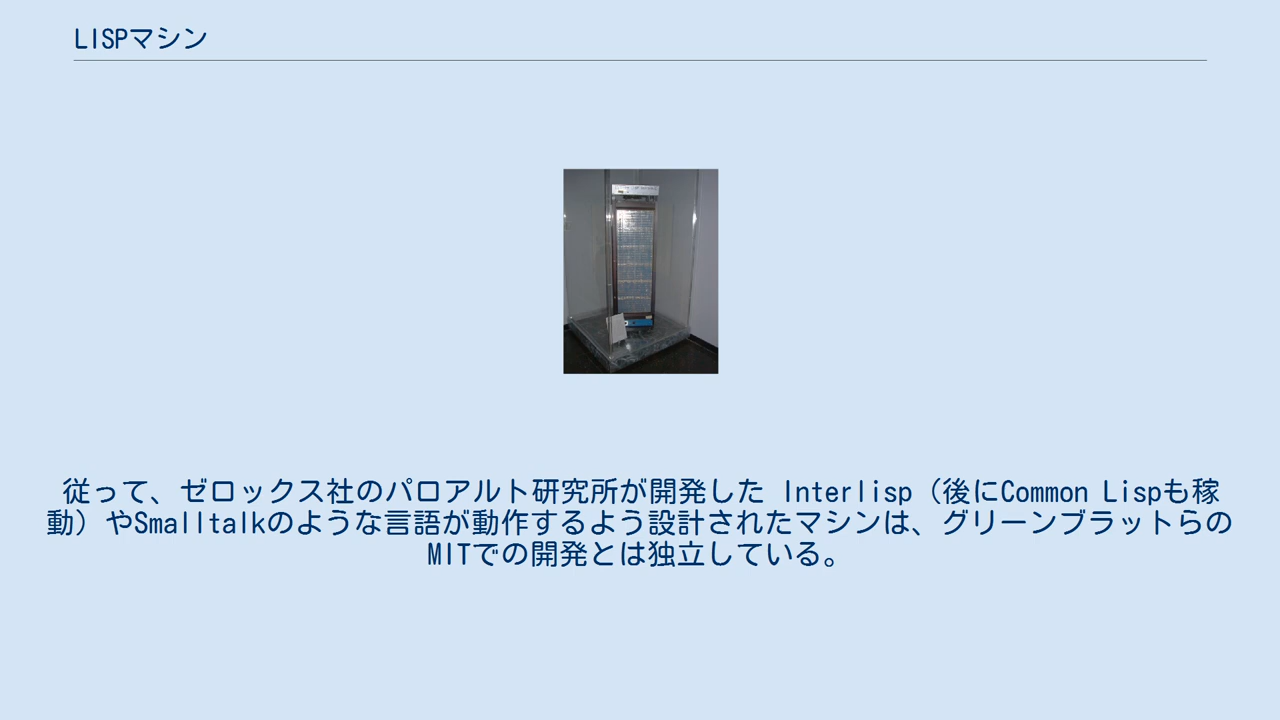 LISPマシン
従って、ゼロックス社のパロアルト研究所が開発した Interlisp（後にCommon Lispも稼
動）やSmalltalkのような言語が動作するよう設計されたマシンは、グリーンブラットらの
MITでの開発とは独立している。